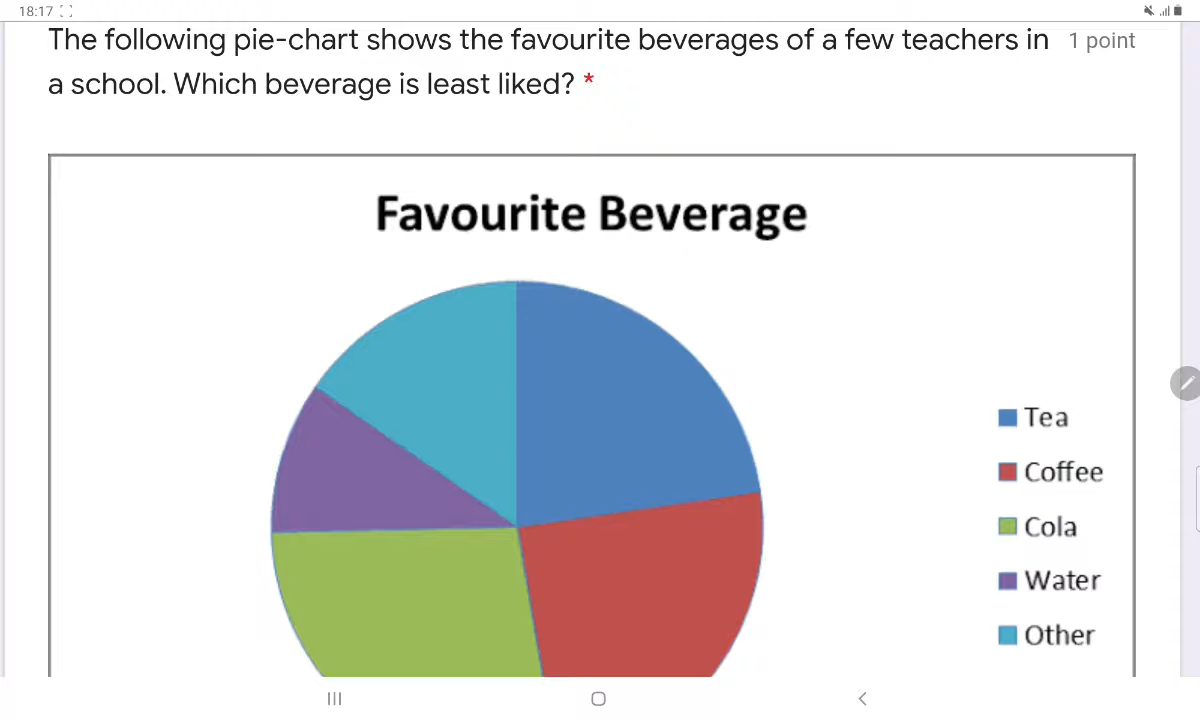 18:17
The following pie-chart shows the favourite beverages of a few teachers in 1 point
a school. Which beverage is least liked? *
Favourite Beverage
Tea
Coffee
Cola
Water
Other